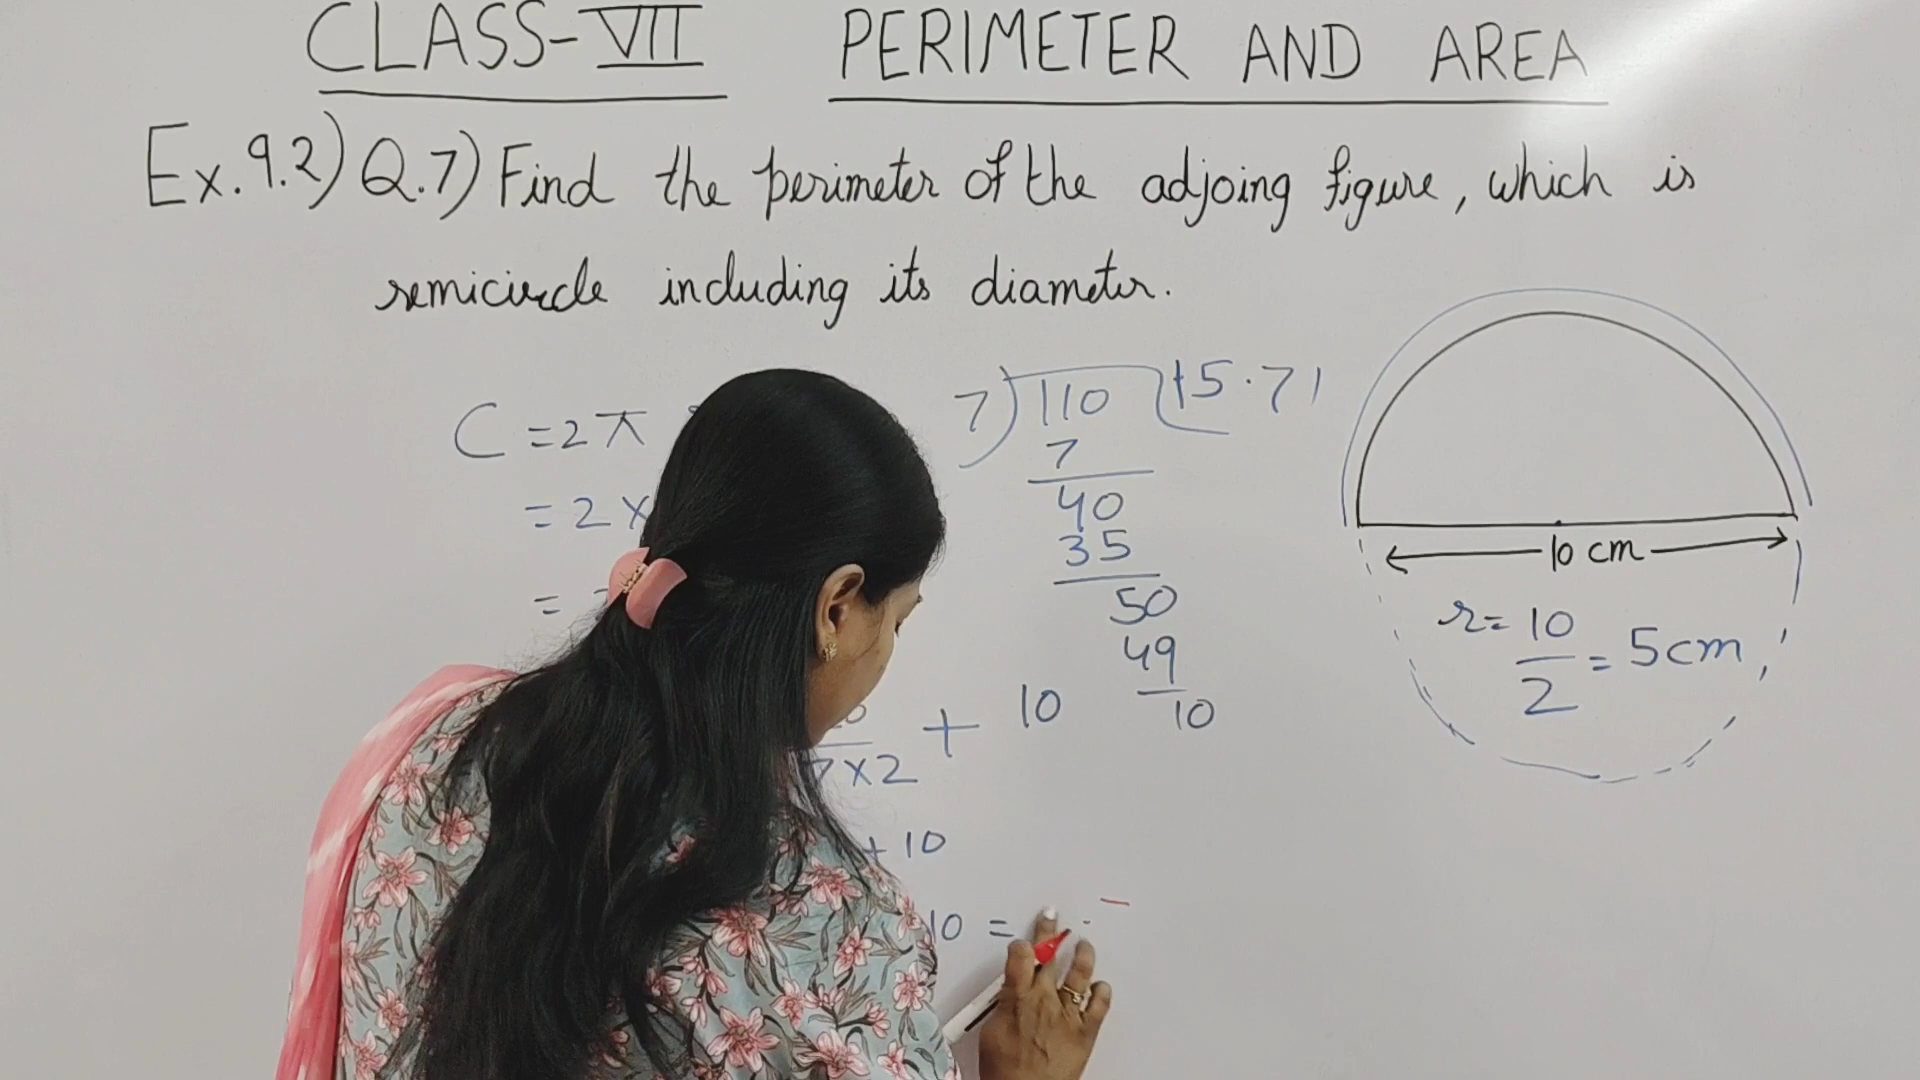 CLASS-VII PERIMETER AND AREA
Ex.9.2) Q.7) Find the perimeter of the adjoing figure, which is
semicircle including its diameter.
C = 2π
= 2 ×
=
7)110(15.71
7
40
35
50
49
10
7×2 + 10
+ 10
10 =
10 cm
r = 10/2 = 5cm